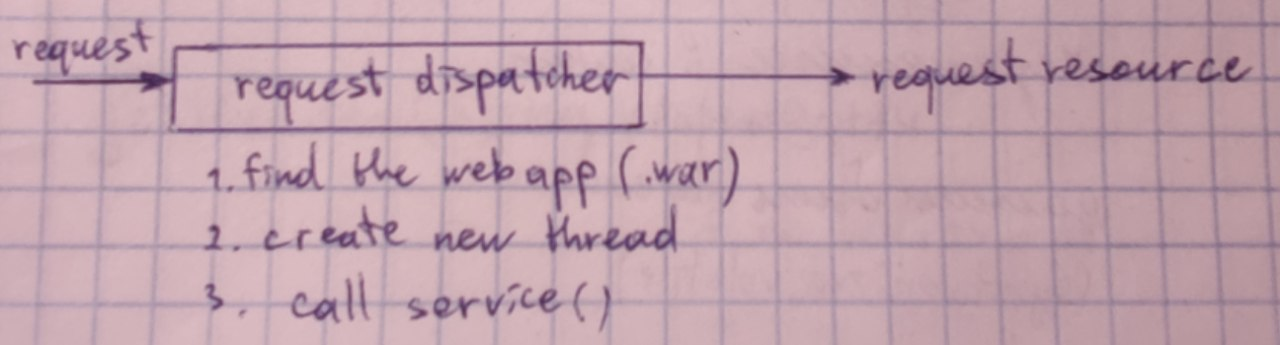 request
request dispatcher
request resource
1. find the web app (.war)
2. create new thread
3. call service()